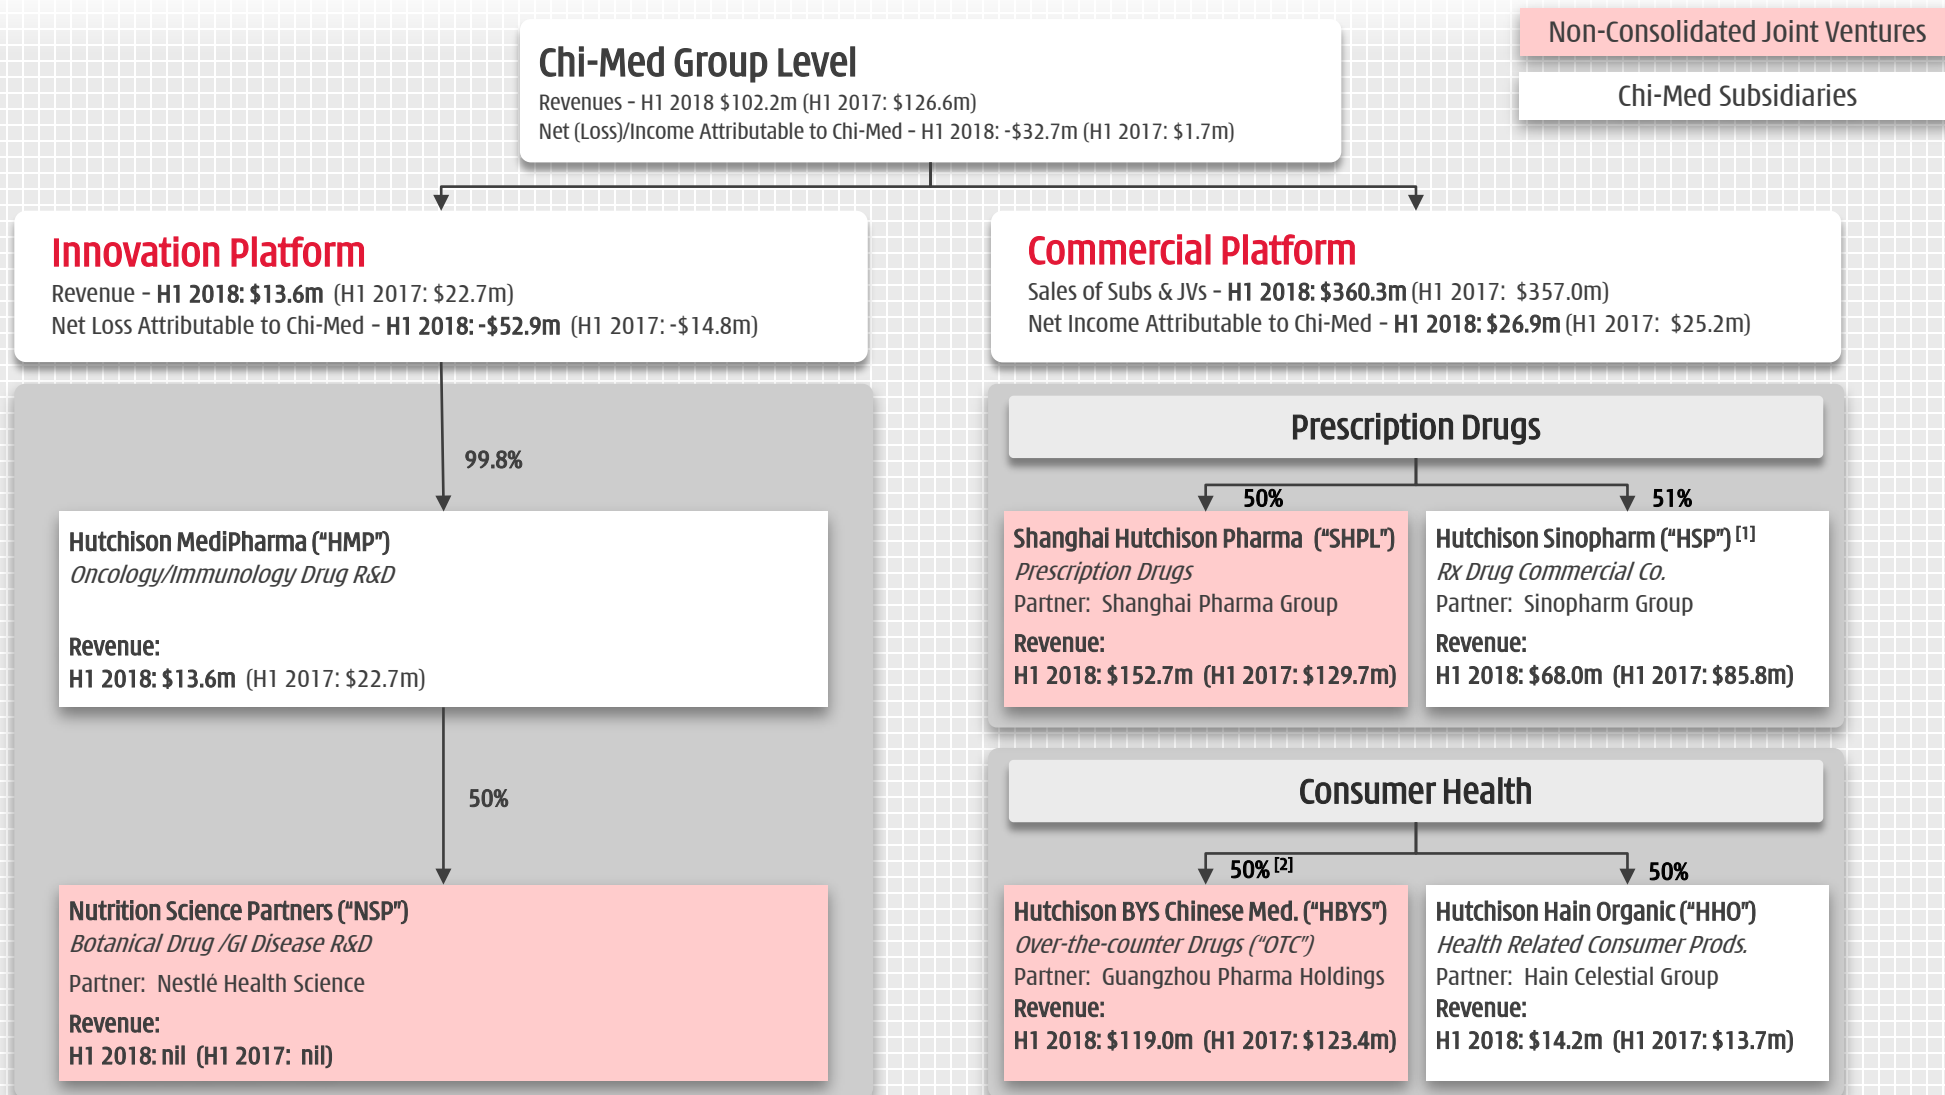 Non-Consolidated Joint Ventures
Chi-Med Subsidiaries
Chi-Med Group Level
Revenues – H1 2018 $102.2m (H1 2017: $126.6m)
Net (Loss)/Income Attributable to Chi-Med – H1 2018: -$32.7m (H1 2017: $1.7m)
Innovation Platform
Revenue – H1 2018: $13.6m (H1 2017: $22.7m)
Net Loss Attributable to Chi-Med – H1 2018: -$52.9m (H1 2017: -$14.8m)
99.8%
Hutchison MediPharma (“HMP”)
Oncology/Immunology Drug R&D
Revenue:
H1 2018: $13.6m (H1 2017: $22.7m)
50%
Nutrition Science Partners (“NSP”)
Botanical Drug /GI Disease R&D
Partner: Nestlé Health Science
Revenue:
H1 2018: nil (H1 2017: nil)
Commercial Platform
Sales of Subs & JVs – H1 2018: $360.3m (H1 2017: $357.0m)
Net Income Attributable to Chi-Med – H1 2018: $26.9m (H1 2017: $25.2m)
Prescription Drugs
50%
Shanghai Hutchison Pharma (“SHPL”)
Prescription Drugs
Partner: Shanghai Pharma Group
Revenue:
H1 2018: $152.7m (H1 2017: $129.7m)
51%
Hutchison Sinopharm (“HSP”) [1]
Rx Drug Commercial Co.
Partner: Sinopharm Group
Revenue:
H1 2018: $68.0m (H1 2017: $85.8m)
Consumer Health
50% [2]
Hutchison BYS Chinese Med. (“HBYS”)
Over-the-counter Drugs (“OTC”)
Partner: Guangzhou Pharma Holdings
Revenue:
H1 2018: $119.0m (H1 2017: $123.4m)
50%
Hutchison Hain Organic (“HHO”)
Health Related Consumer Prods.
Partner: Hain Celestial Group
Revenue:
H1 2018: $14.2m (H1 2017: $13.7m)